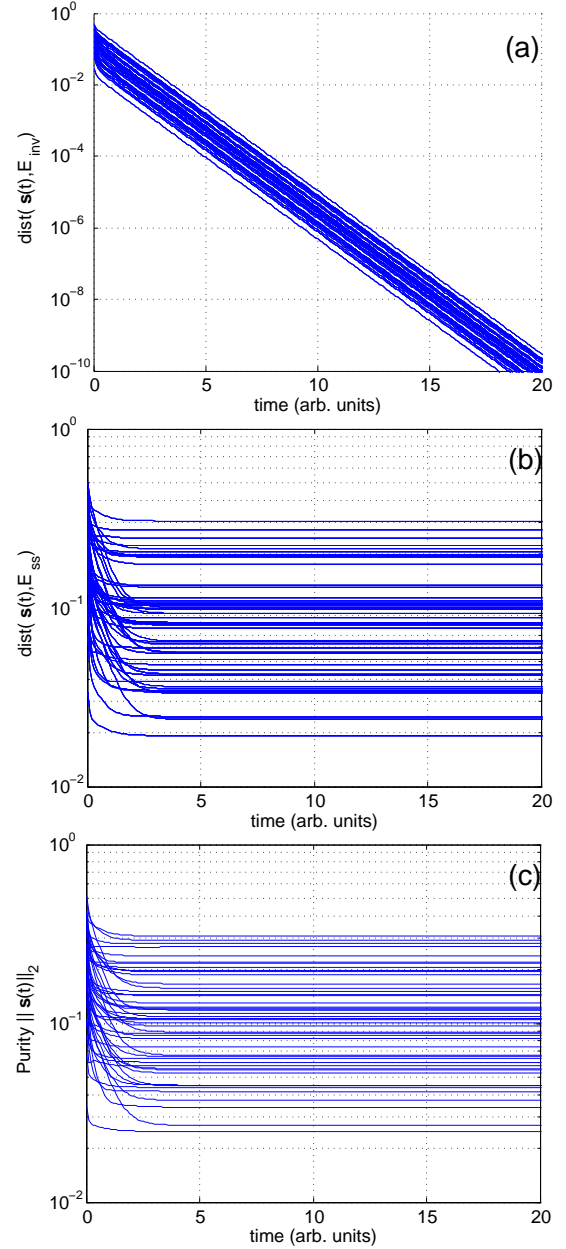 (a)
10^0
10^−2
10^−4
10^−6
10^−8
10^−10
dist( s(t),E_inv)
0 5 10 15 20
time (arb. units)
(b)
10^0
10^−1
10^−2
dist( s(t),E_ss)
0 5 10 15 20
time (arb. units)
(c)
10^0
10^−1
10^−2
Purity || s(t)||_2
0 5 10 15 20
time (arb. units)